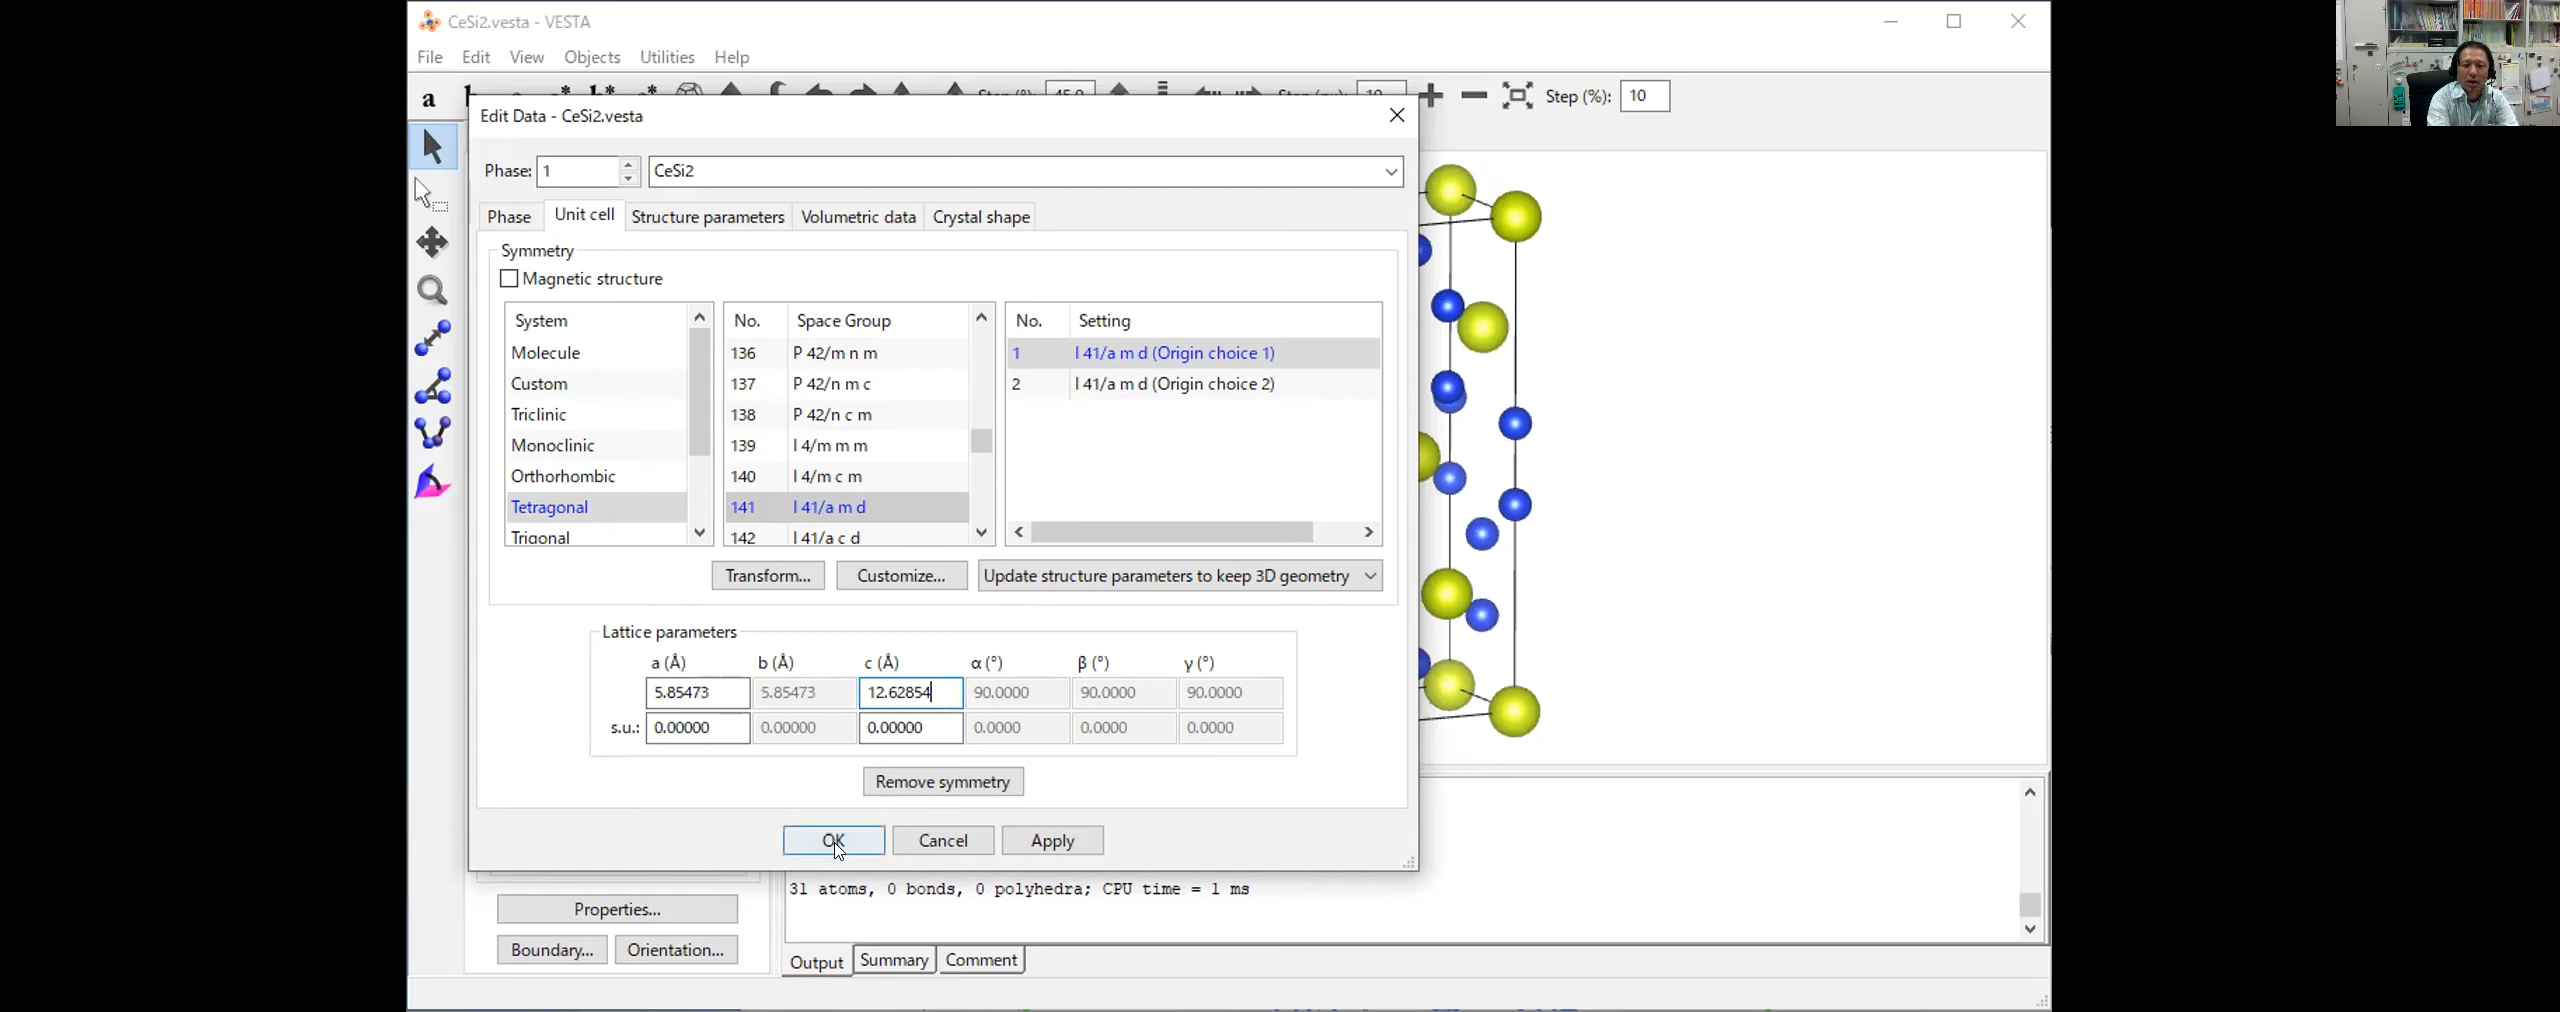 CeSi2.vesta - VESTA
File Edit View Objects Utilities Help
a
Step (%): 10
Edit Data - CeSi2.vesta
Phase: 1 CeSi2
Phase Unit cell Structure parameters Volumetric data Crystal shape
Symmetry
Magnetic structure
System
Molecule
Custom
Triclinic
Monoclinic
Orthorhombic
Tetragonal
Trigonal
No. Space Group
136 P 42/m n m
137 P 42/n m c
138 P 42/n c m
139 I 4/m m m
140 I 4/m c m
141 I 41/a m d
142 I 41/a c d
No. Setting
1 I 41/a m d (Origin choice 1)
2 I 41/a m d (Origin choice 2)
Transform... Customize... Update structure parameters to keep 3D geometry
Lattice parameters
a (Å) b (Å) c (Å) α (°) β (°) γ (°)
5.85473 5.85473 12.62854 90.0000 90.0000 90.0000
s.u.: 0.00000 0.00000 0.00000 0.0000 0.0000 0.0000
Remove symmetry
OK Cancel Apply
31 atoms, 0 bonds, 0 polyhedra; CPU time = 1 ms
Properties...
Boundary... Orientation...
Output Summary Comment